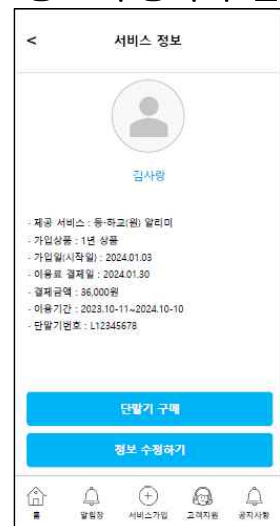 < 서비스 정보
김사랑
- 제공 서비스 : 등·하교(원) 알리미
- 가입상품 : 1년 상품
- 가입일(시작일) : 2024.01.03
- 이용료 결제일 : 2024.01.30
- 결제금액 : 36,000원
- 이용기간 : 2023.10-11~2024.10-10
- 단말기번호 : L12345678
단말기 구매
정보 수정하기
홈 알림장 서비스가입 고객지원 공지사항